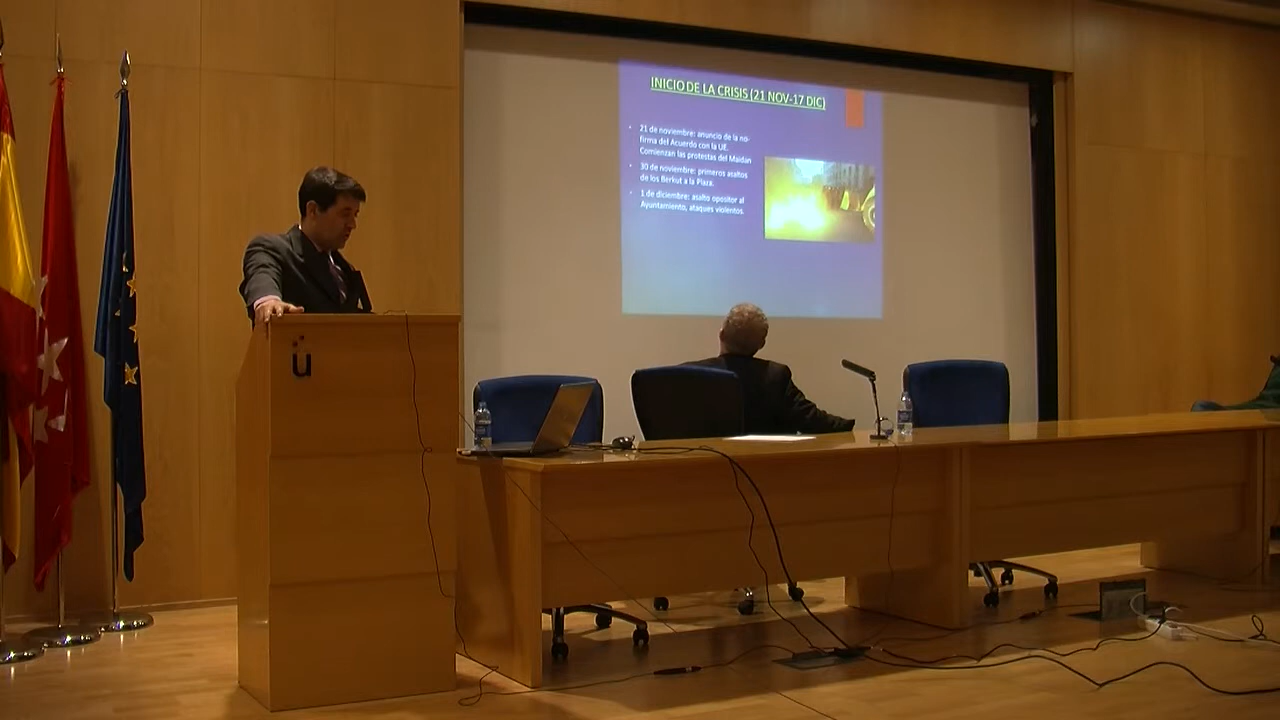 INICIO DE LA CRISIS (21 NOV-17 DIC)
21 de noviembre: anuncio de la no-
firma del Acuerdo con la UE.
Comienzan las protestas del Maidan
30 de noviembre: primeros asaltos
de los Berkut a la Plaza.
1 de diciembre: asalto opositor al
Ayuntamiento, ataques violentos.
ü